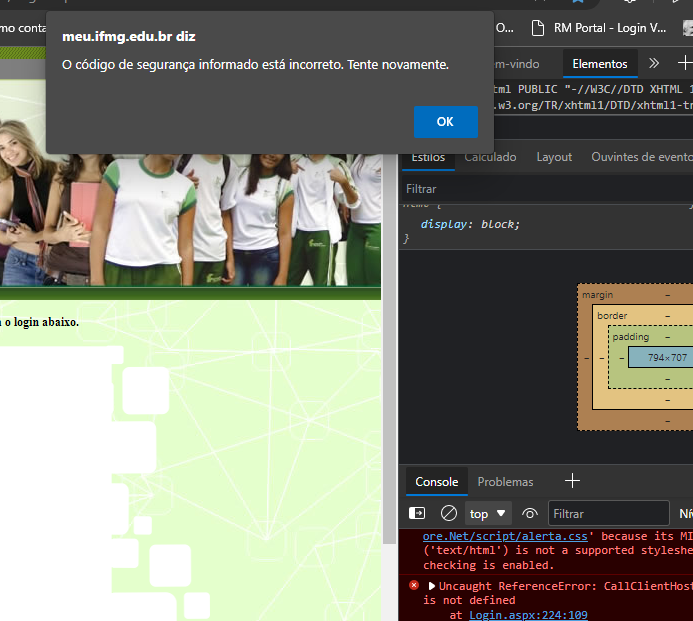 mo conta
O...
RM Portal - Login V...
meu.ifmg.edu.br diz
O código de segurança informado está incorreto. Tente novamente.
OK
em-vindo
Elementos
tml PUBLIC "-//W3C//DTD XHTML 1
.w3.org/TR/xhtml1/DTD/xhtml1-tr
Estilos
Calculado
Layout
Ouvintes de evento
Filtrar
html {
display: block;
}
o login abaixo.
margin
border
padding
794×707
Console
Problemas
top
Filtrar
Ní
ore.Net/script/alerta.css' because its MI
('text/html') is not a supported styleshe
checking is enabled.
Uncaught ReferenceError: CallClientHost
is not defined
at Login.aspx:224:109